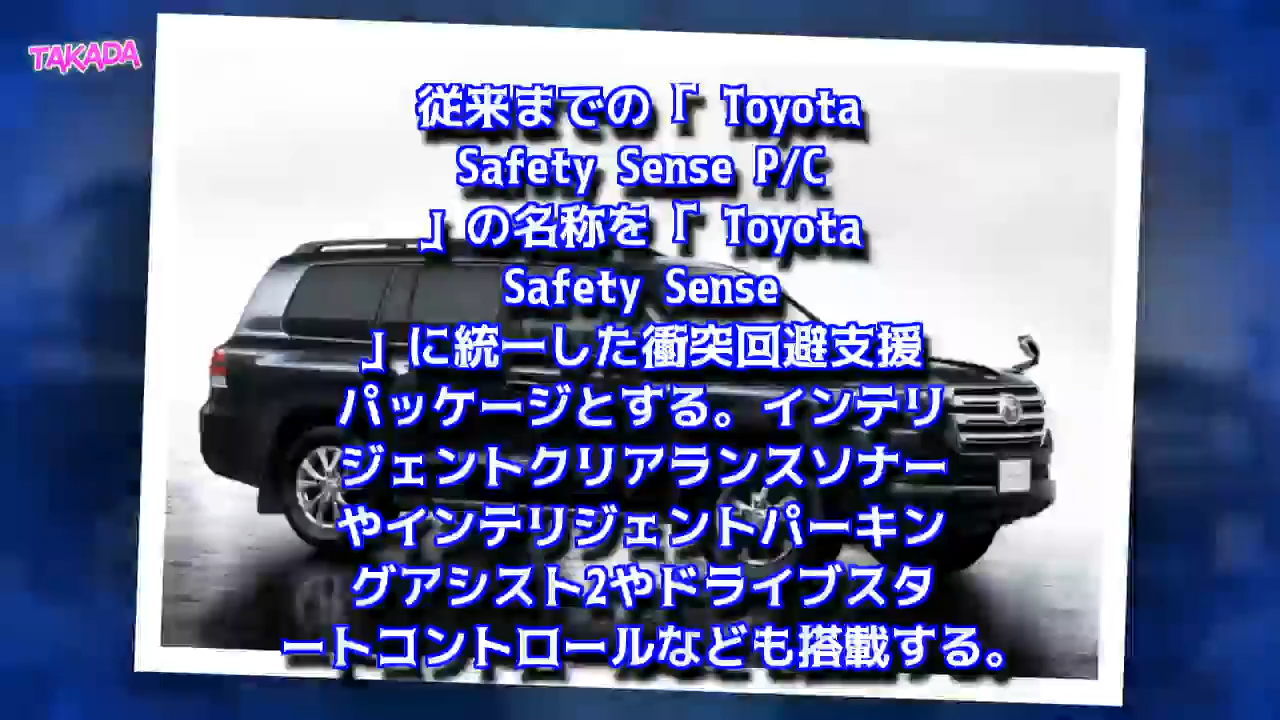 TAKADA
従来までの「 Toyota
Safety Sense P/C
」の名称を「 Toyota
Safety Sense
」に統一した衝突回避支援
パッケージとする。インテリ
ジェントクリアランスソナー
やインテリジェントパーキン
グアシスト2やドライブスタ
ートコントロールなども搭載する。